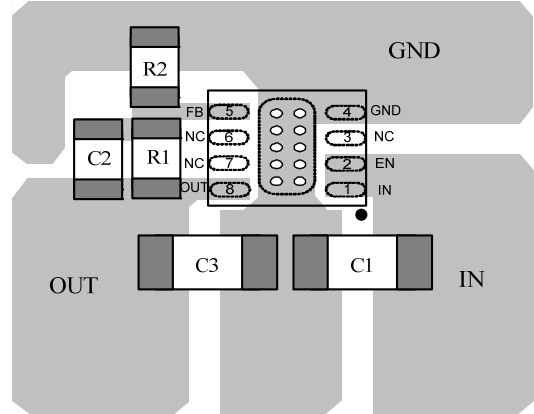 GND
R2
FB 5 4 GND
NC 6 3 NC
C2 R1
NC 7 2 EN
OUT 8 1 IN
C3 C1
OUT IN